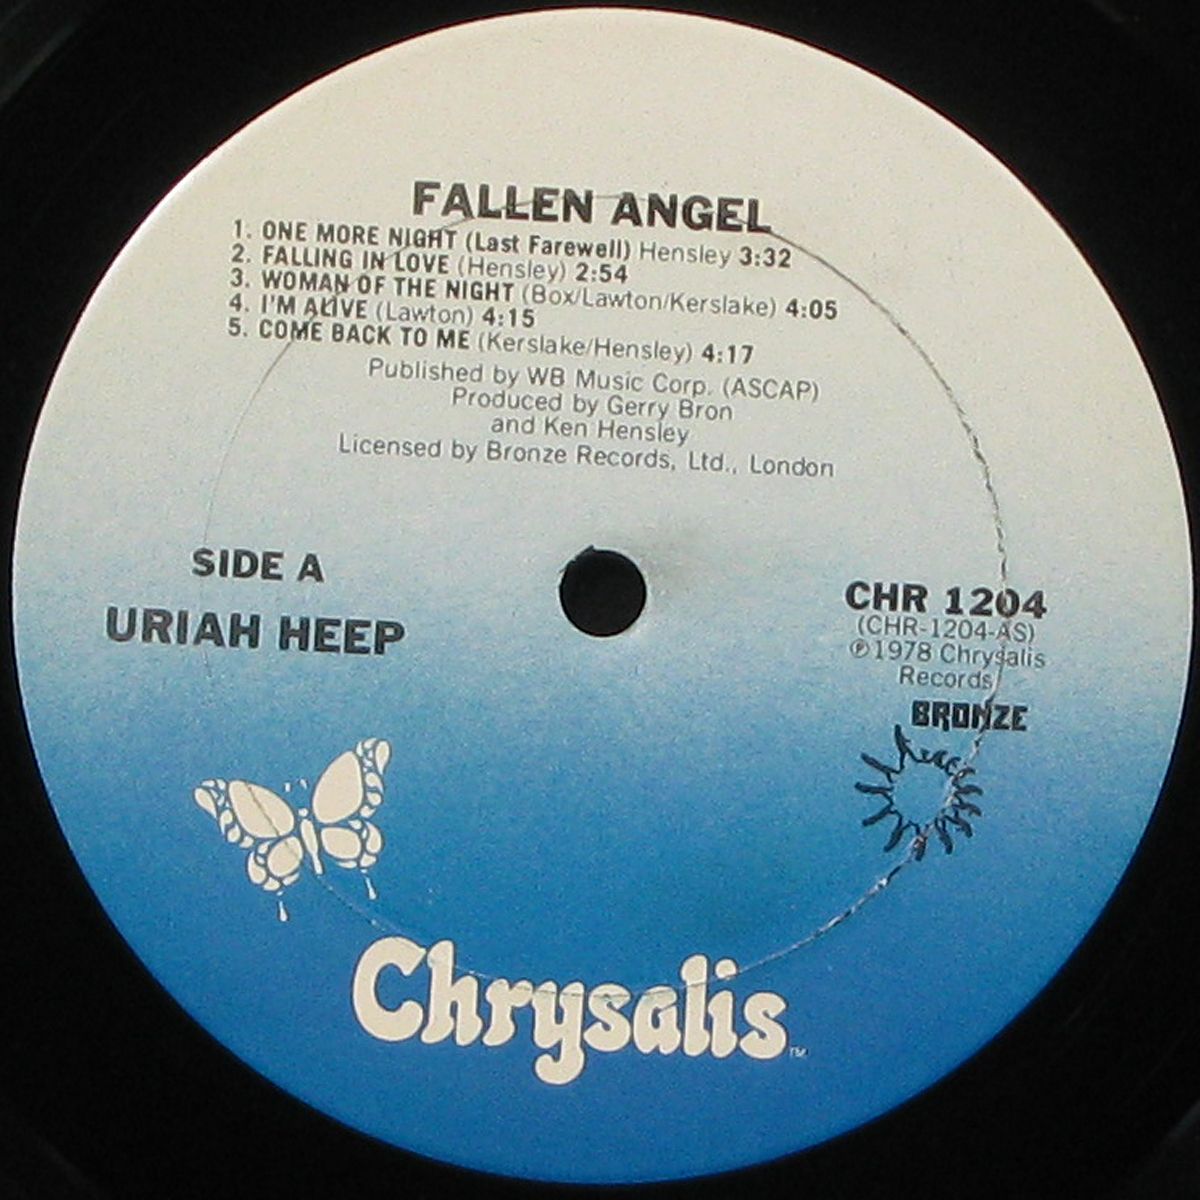 FALLEN ANGEL
1. ONE MORE NIGHT (Last Farewell) Hensley 3:32
2. FALLING IN LOVE (Hensley) 2:54
3. WOMAN OF THE NIGHT (Box/Lawton/Kerslake) 4:05
4. I'M ALIVE (Lawton) 4:15
5. COME BACK TO ME (Kerslake/Hensley) 4:17
Published by WB Music Corp. (ASCAP)
Produced by Gerry Bron
and Ken Hensley
Licensed by Bronze Records, Ltd., London
SIDE A
URIAH HEEP
CHR 1204
(CHR-1204-AS)
℗1978 Chrysalis
Records
BRONZE
Chrysalis™